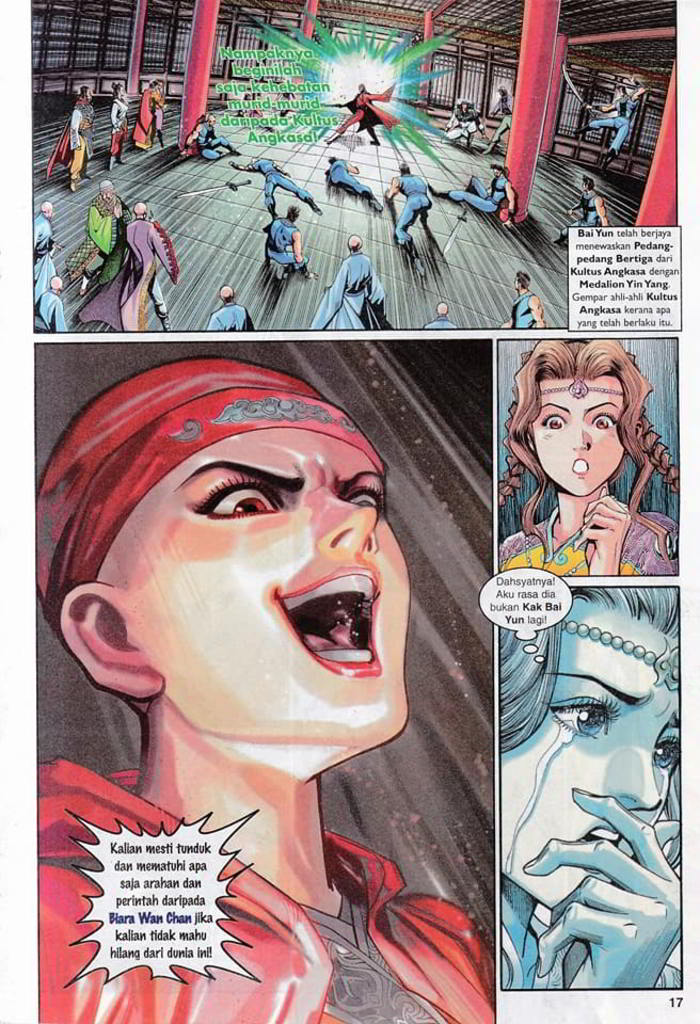 Nampaknya
beginilah
saja kehebatan
murid-murid
daripada Kultus
Angkasa!
Bai Yun telah berjaya
menewaskan Pedang-
pedang Bertiga dari
Kultus Angkasa dengan
Medalion Yin Yang.
Gempar ahli-ahli Kultus
Angkasa kerana apa
yang telah berlaku itu.
Dahsyatnya!
Aku rasa dia
bukan Kak Bai
Yun lagi!
Kalian mesti tunduk
dan mematuhi apa
saja arahan dan
perintah daripada
Biara Wan Chan jika
kalian tidak mahu
hilang dari dunia ini!
17